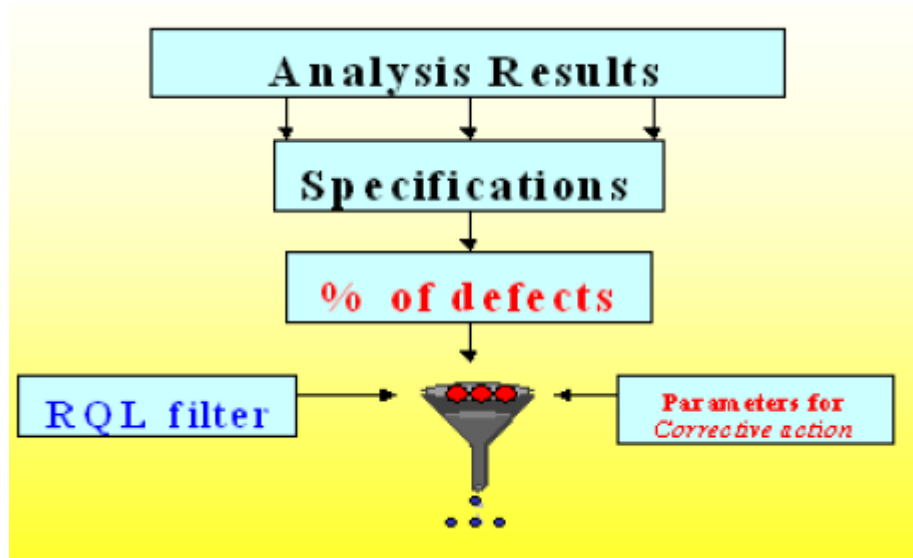 Analysis Results
Specifications
% of defects
RQL filter
Parameters for
Corrective action